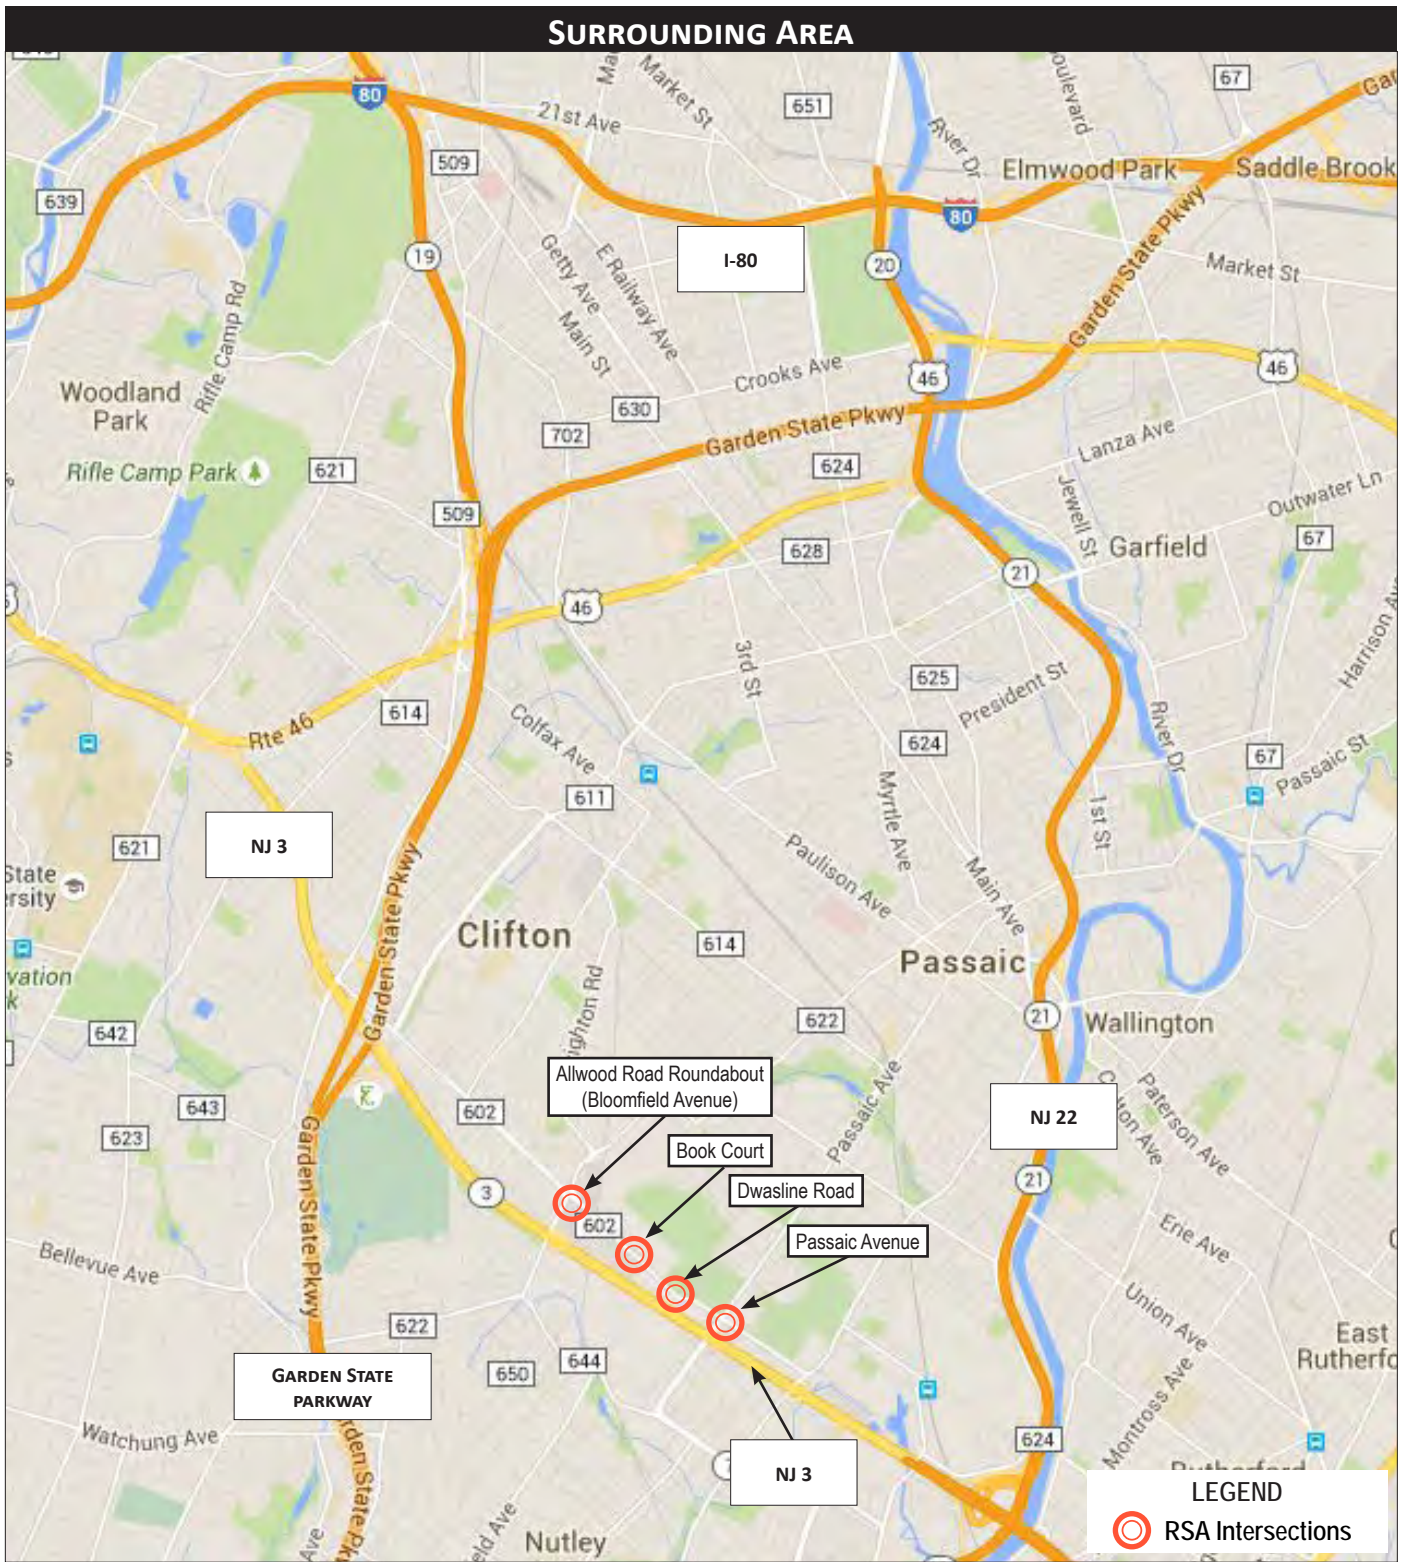 SURROUNDING AREA
80
67
651
Market St
21st Ave
River Dr
509
Elmwood Park
Saddle Brook
639
80
19
I-80
20
Getty Ave
E Railway Ave
Main St
Garden State Pkwy
Market St
Rifle Camp Rd
Woodland
Park
Crooks Ave
46
46
630
702
Garden State Pkwy
Lanza Ave
Rifle Camp Park
621
624
Jewell St
Outwater Ln
509
628
Garfield
67
21
46
3rd St
625
President St
Rte 46
614
Colfax Ave
624
River Dr
67
Passaic St
611
Myrtle Ave
1st St
NJ 3
621
State
Paulison Ave
Main Ave
Garden State Pkwy
Clifton
614
Passaic
642
622
21
Wallington
Allwood Road Roundabout
(Bloomfield Avenue)
Passaic Ave
NJ 22
Paterson Ave
643
602
623
Book Court
Garden State Pkwy
3
Dwasline Road
21
602
Passaic Avenue
Erie Ave
Bellevue Ave
Union Ave
622
East
GARDEN STATE
PARKWAY
650
644
Montross Ave
Watchung Ave
624
NJ 3
LEGEND
RSA Intersections
Nutley